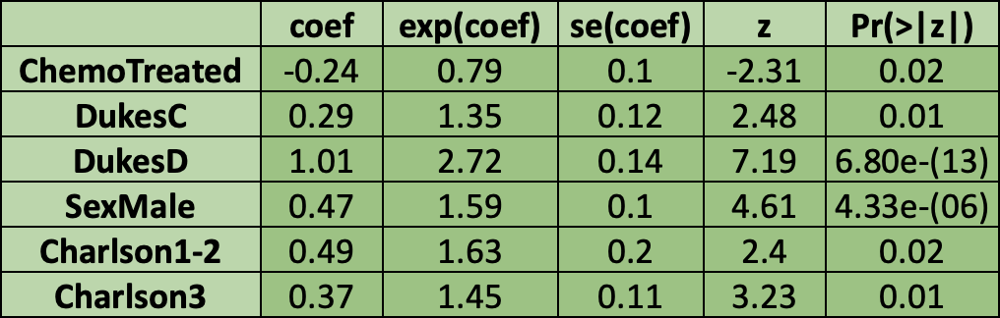 coef exp(coef) se(coef) z Pr(>|z|)
ChemoTreated -0.24 0.79 0.1 -2.31 0.02
DukesC 0.29 1.35 0.12 2.48 0.01
DukesD 1.01 2.72 0.14 7.19 6.80e-(13)
SexMale 0.47 1.59 0.1 4.61 4.33e-(06)
Charlson1-2 0.49 1.63 0.2 2.4 0.02
Charlson3 0.37 1.45 0.11 3.23 0.01